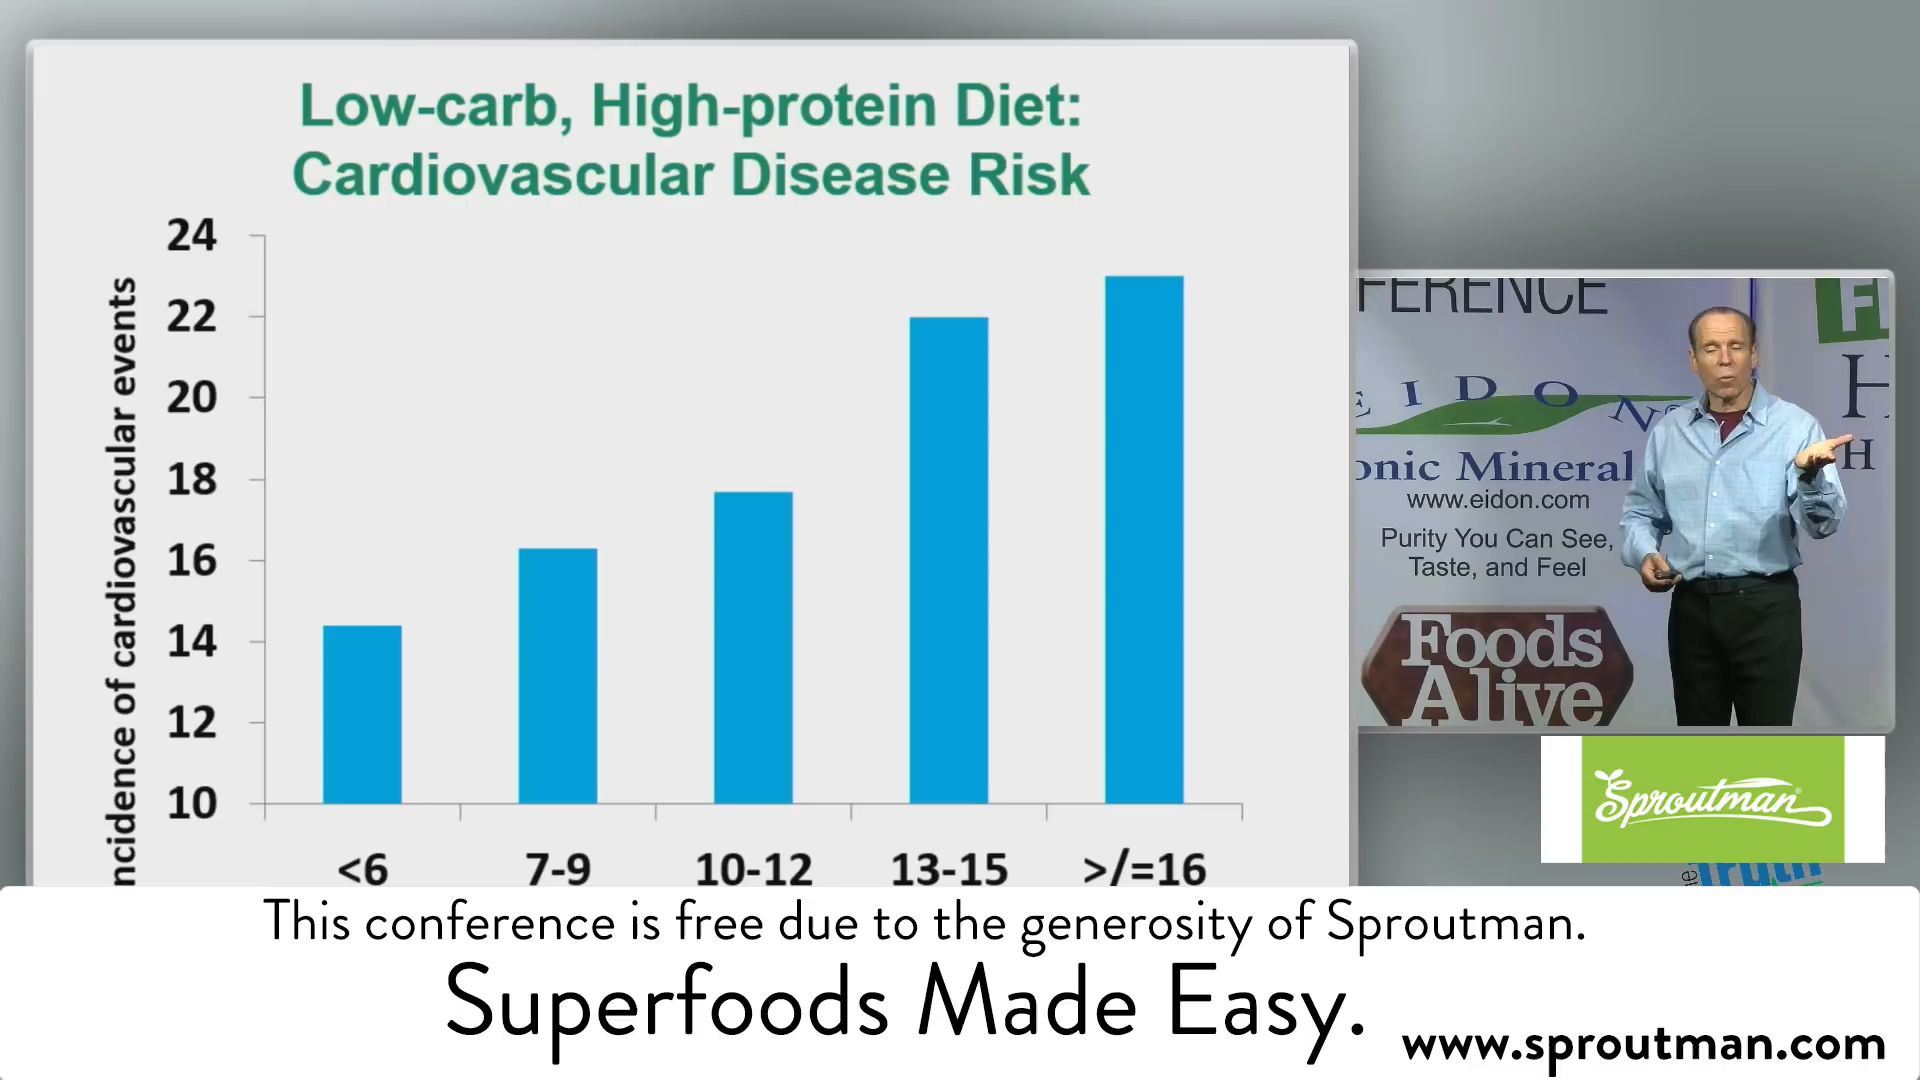 Low-carb, High-protein Diet:
Cardiovascular Disease Risk
24
22
20
18
16
14
12
10
ncidence of cardiovascular events
<6
7-9
10-12
13-15
>/=16
FERENCE
EIDON®
onic Mineral
www.eidon.com
Purity You Can See,
Taste, and Feel
Foods
Alive
F
H
H
Sproutman®
Truth
This conference is free due to the generosity of Sproutman.
Superfoods Made Easy.
www.sproutman.com